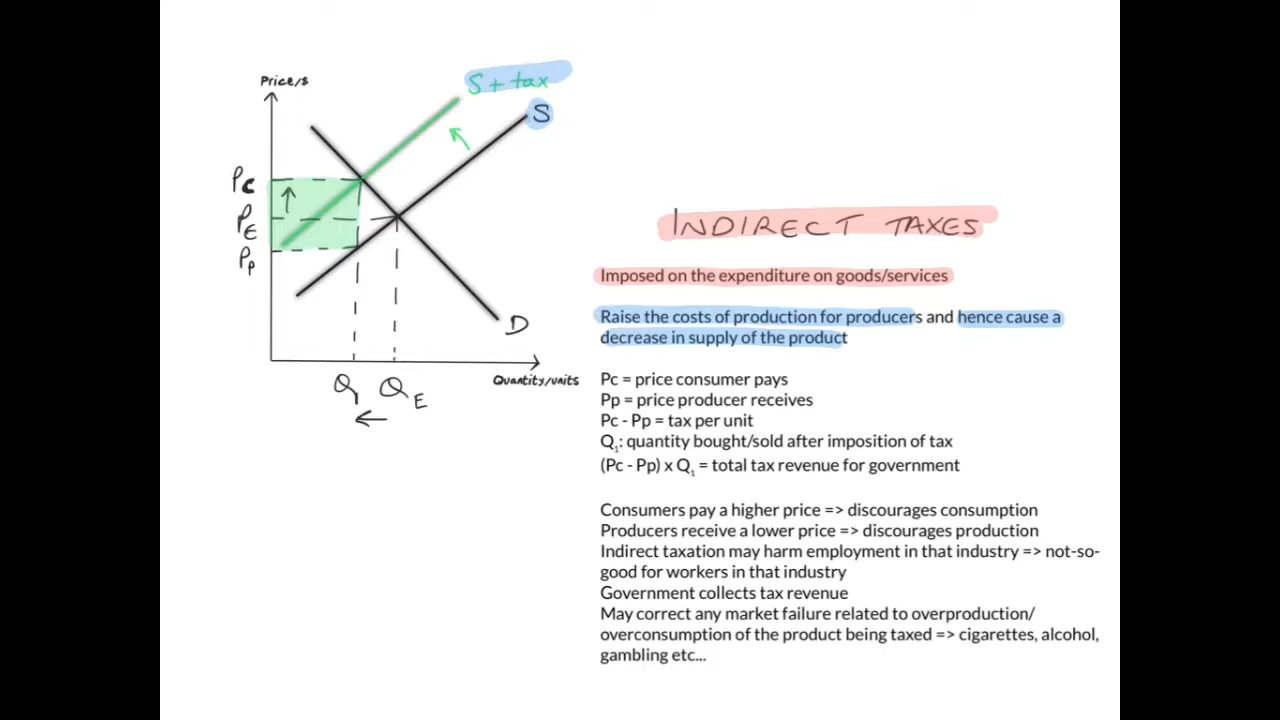 Price/$
S + tax
S
Pc
PE
Pp
D
Q1
QE
Quantity/units
INDIRECT TAXES
Imposed on the expenditure on goods/services
Raise the costs of production for producers and hence cause a
decrease in supply of the product
Pc = price consumer pays
Pp = price producer receives
Pc - Pp = tax per unit
Q1: quantity bought/sold after imposition of tax
(Pc - Pp) x Q1 = total tax revenue for government
Consumers pay a higher price => discourages consumption
Producers receive a lower price => discourages production
Indirect taxation may harm employment in that industry => not-so-
good for workers in that industry
Government collects tax revenue
May correct any market failure related to overproduction/
overconsumption of the product being taxed => cigarettes, alcohol,
gambling etc...